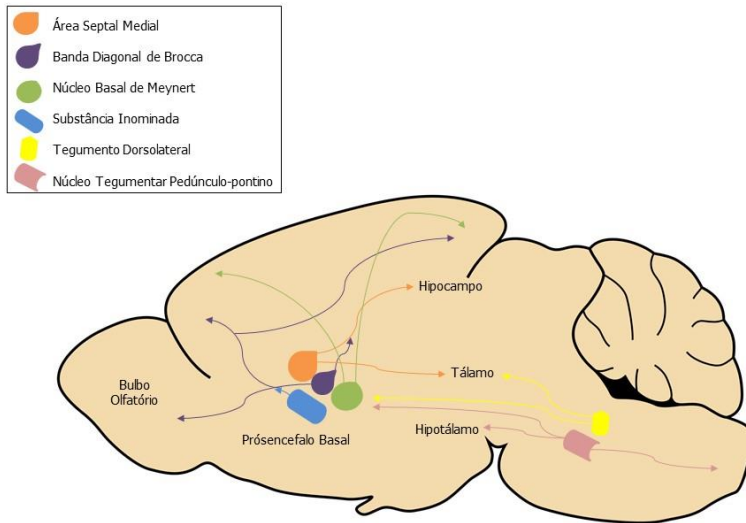 Área Septal Medial
Banda Diagonal de Brocca
Núcleo Basal de Meynert
Substância Inominada
Tegumento Dorsolateral
Núcleo Tegumentar Pedúnculo-pontino
Hipocampo
Tálamo
Bulbo
Olfatório
Hipotálamo
Prósencefalo Basal